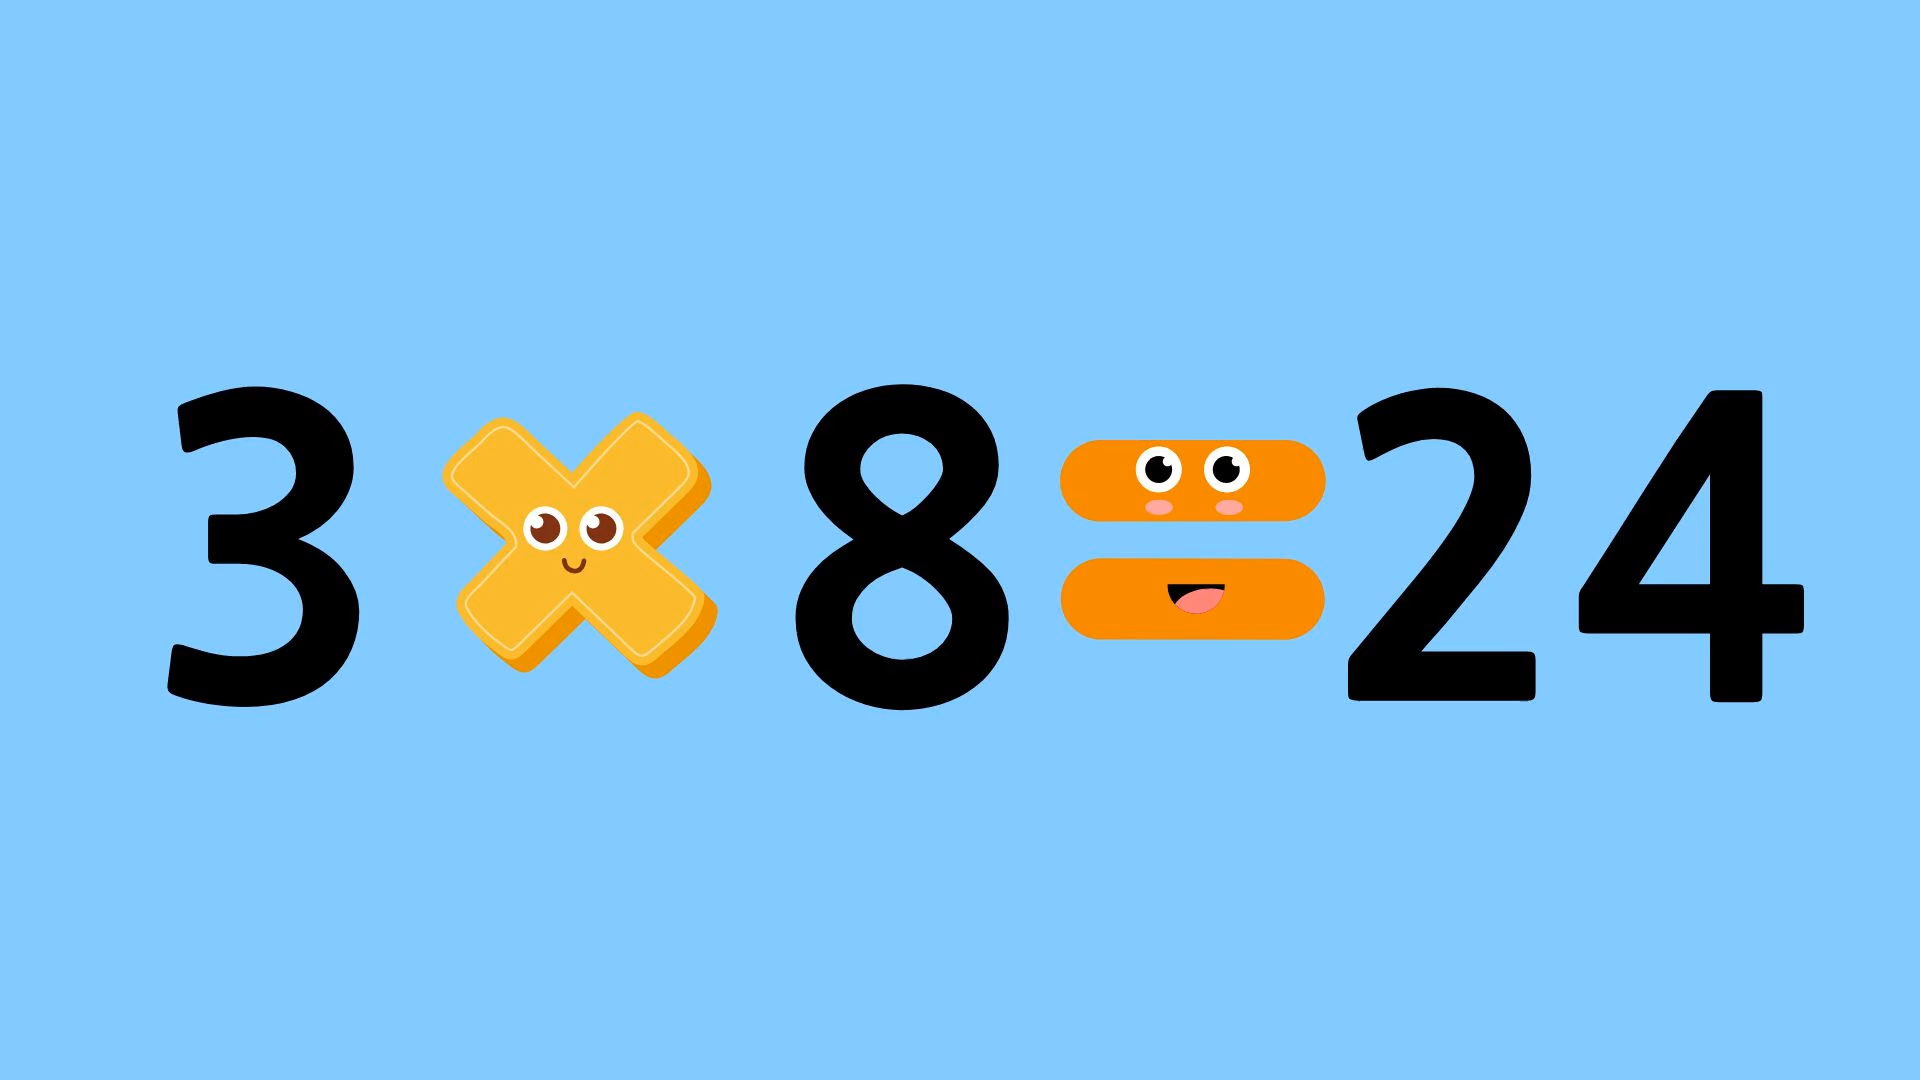 3 × 8 = 24